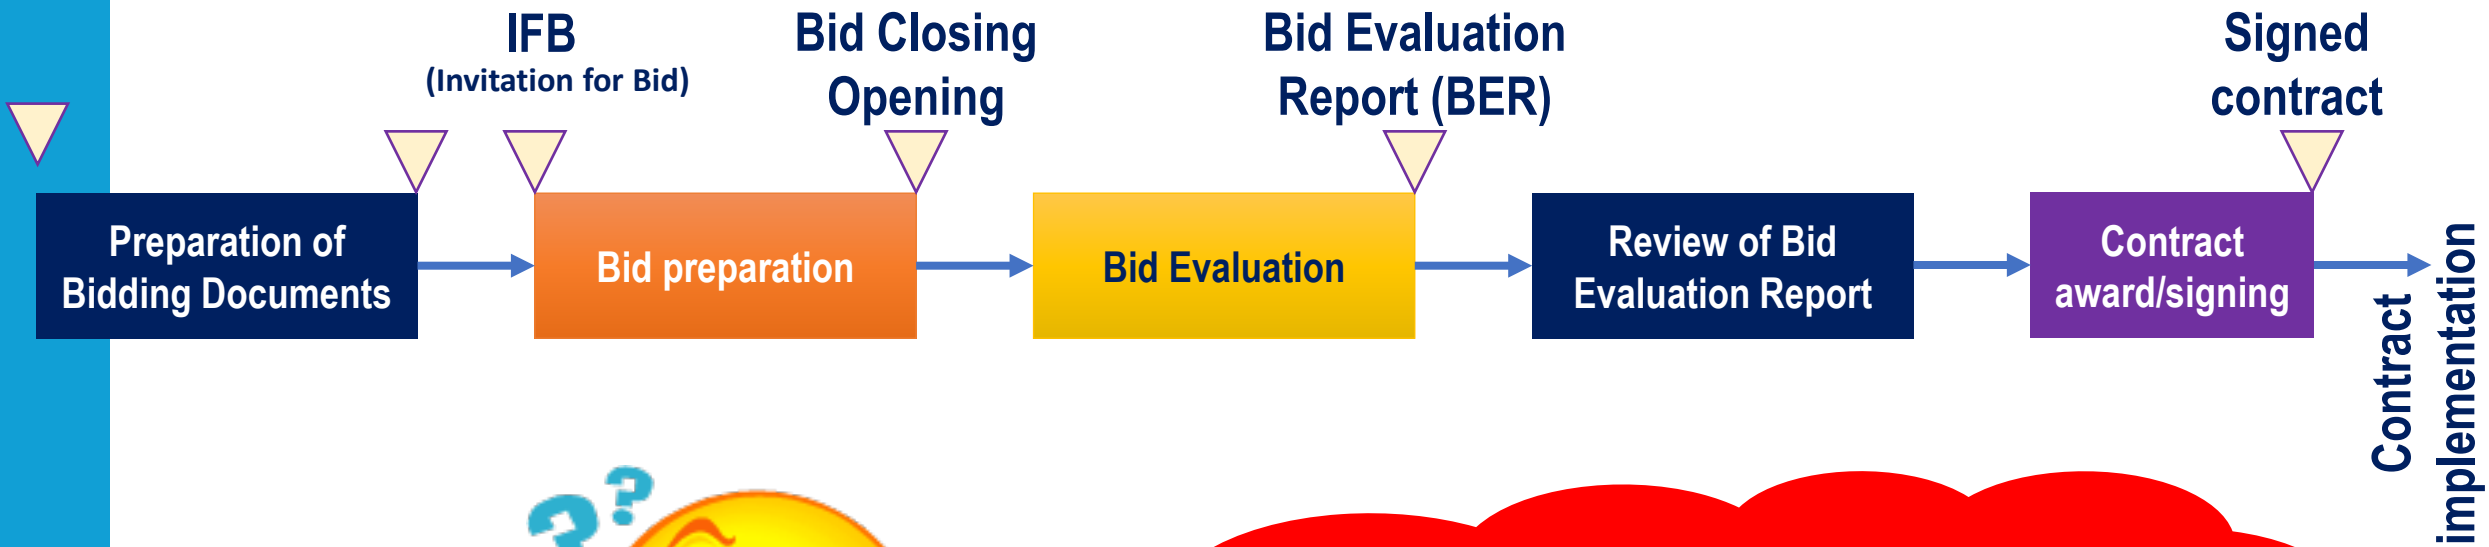 IFB
(Invitation for Bid)
Bid Closing
Opening
Bid Evaluation
Report (BER)
Signed
contract
Preparation of
Bidding Documents
Bid preparation
Bid Evaluation
Review of Bid
Evaluation Report
Contract
award/signing
Contract
implementation
? ?